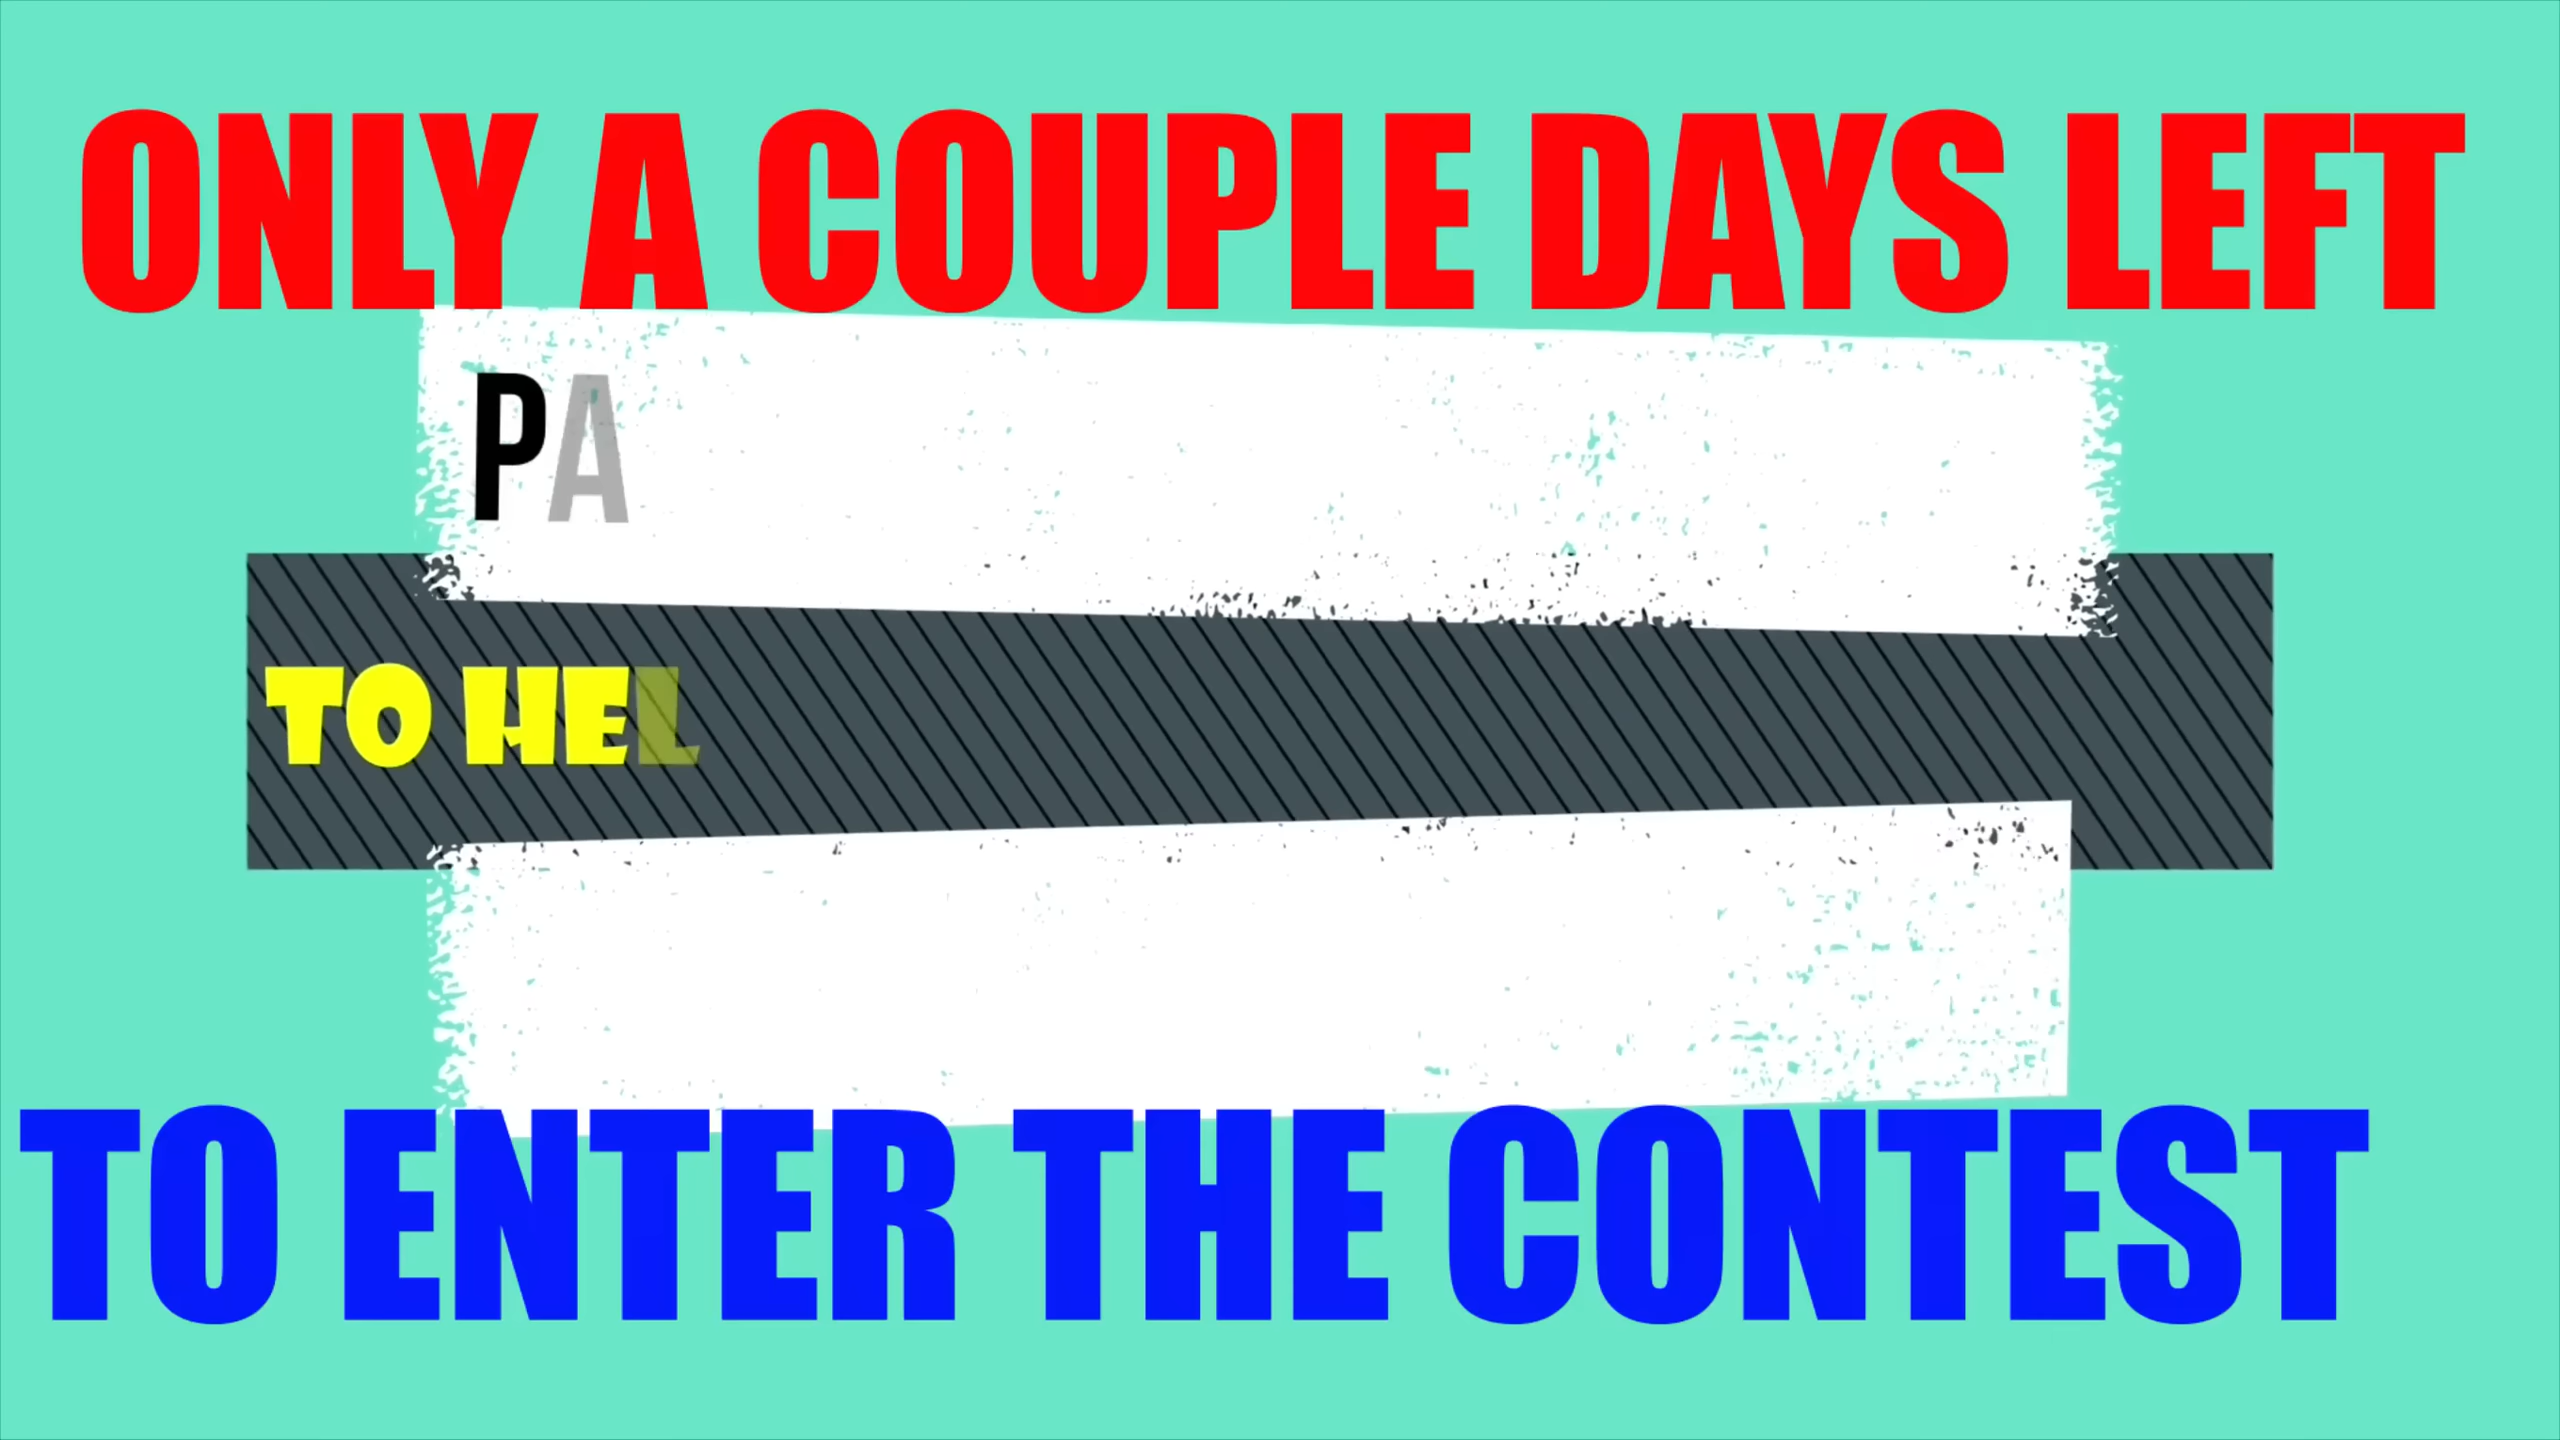 ONLY A COUPLE DAYS LEFT
PA
TO HEL
TO ENTER THE CONTEST